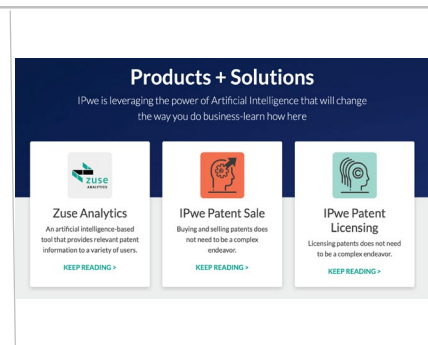 Products + Solutions
IPwe is leveraging the power of Artificial Intelligence that will change
the way you do business-learn how here
zuse
ANALYTICS
Zuse Analytics
An artificial intelligence-based
tool that provides relevant patent
information to a variety of users.
KEEP READING >
IPwe Patent Sale
Buying and selling patents does
not need to be a complex
endeavor.
KEEP READING >
©
IPwe Patent
Licensing
Licensing patents does not need
to be a complex endeavor.
KEEP READING >